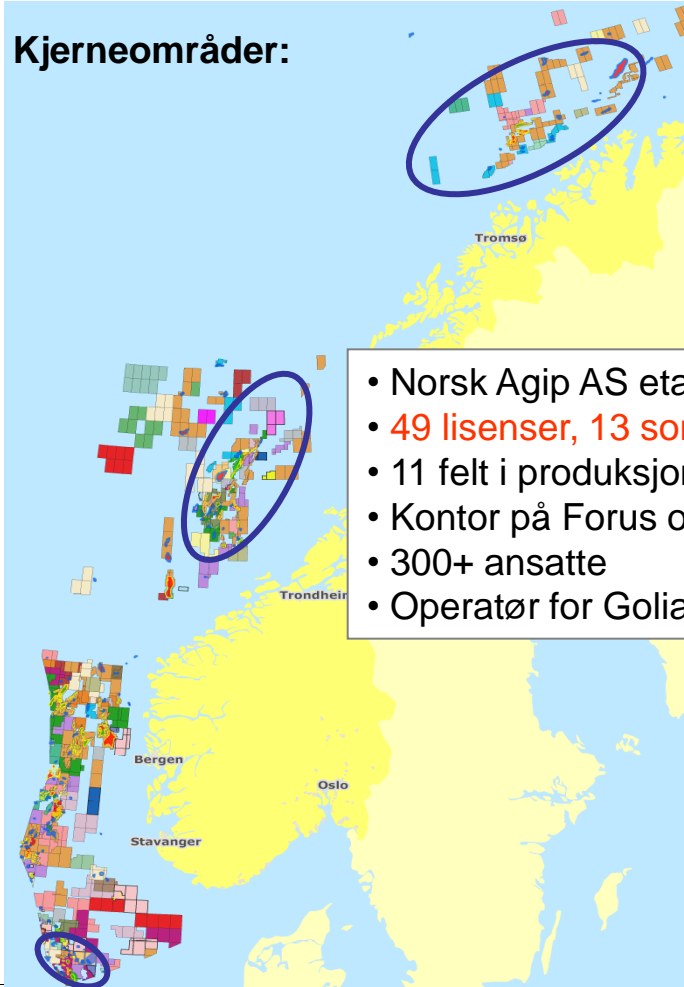 Kjerneområder:
Tromsø
• Norsk Agip AS eta
• 49 lisenser, 13 so
• 11 felt i produksjo
• Kontor på Forus o
• 300+ ansatte
Trondhei
• Operatør for Golia
Bergen
Oslo
Stavanger